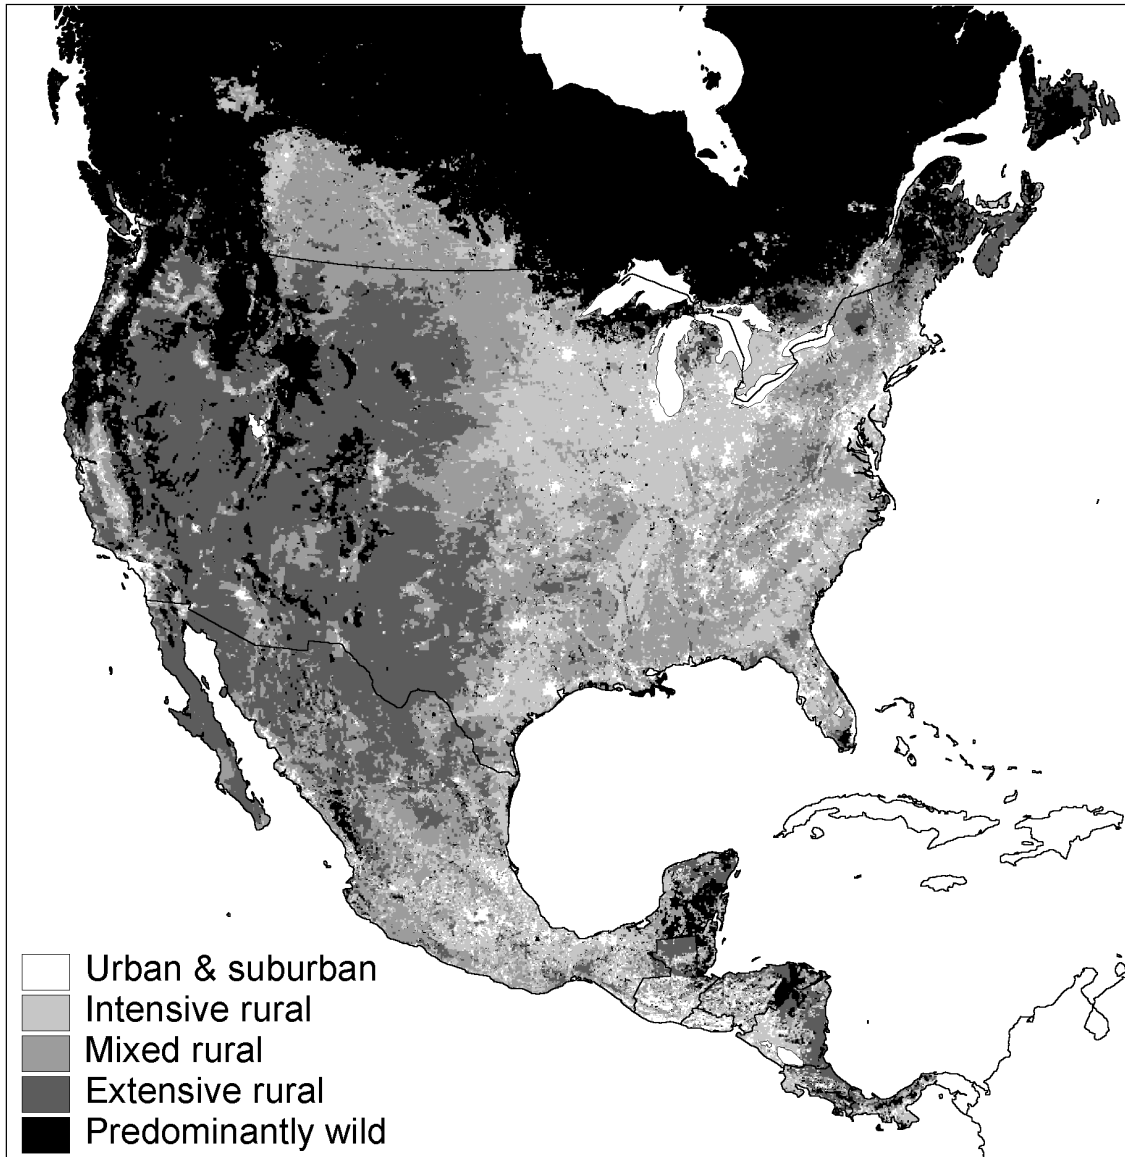 Urban & suburban
Intensive rural
Mixed rural
Extensive rural
Predominantly wild